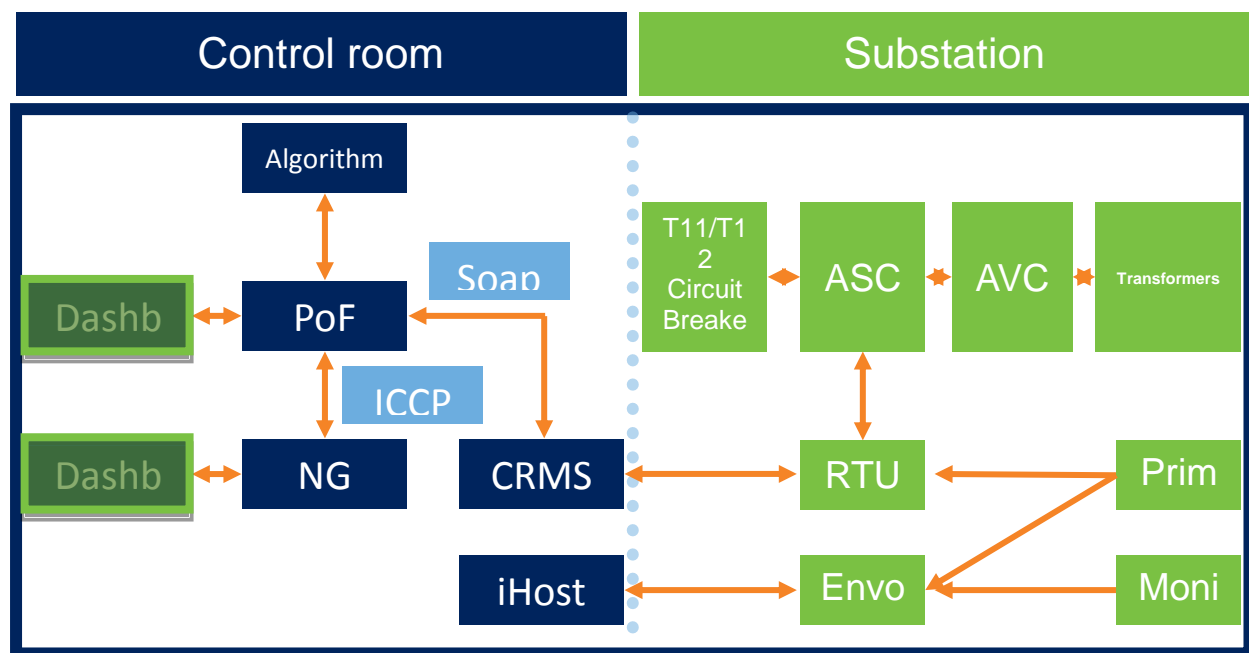 Control room
Substation
Algorithm
T11/T1
2
Circuit
Breake
ASC
AVC
Transformers
Soap
Dashb
PoF
ICCP
Dashb
NG
CRMS
RTU
Prim
iHost
Envo
Moni